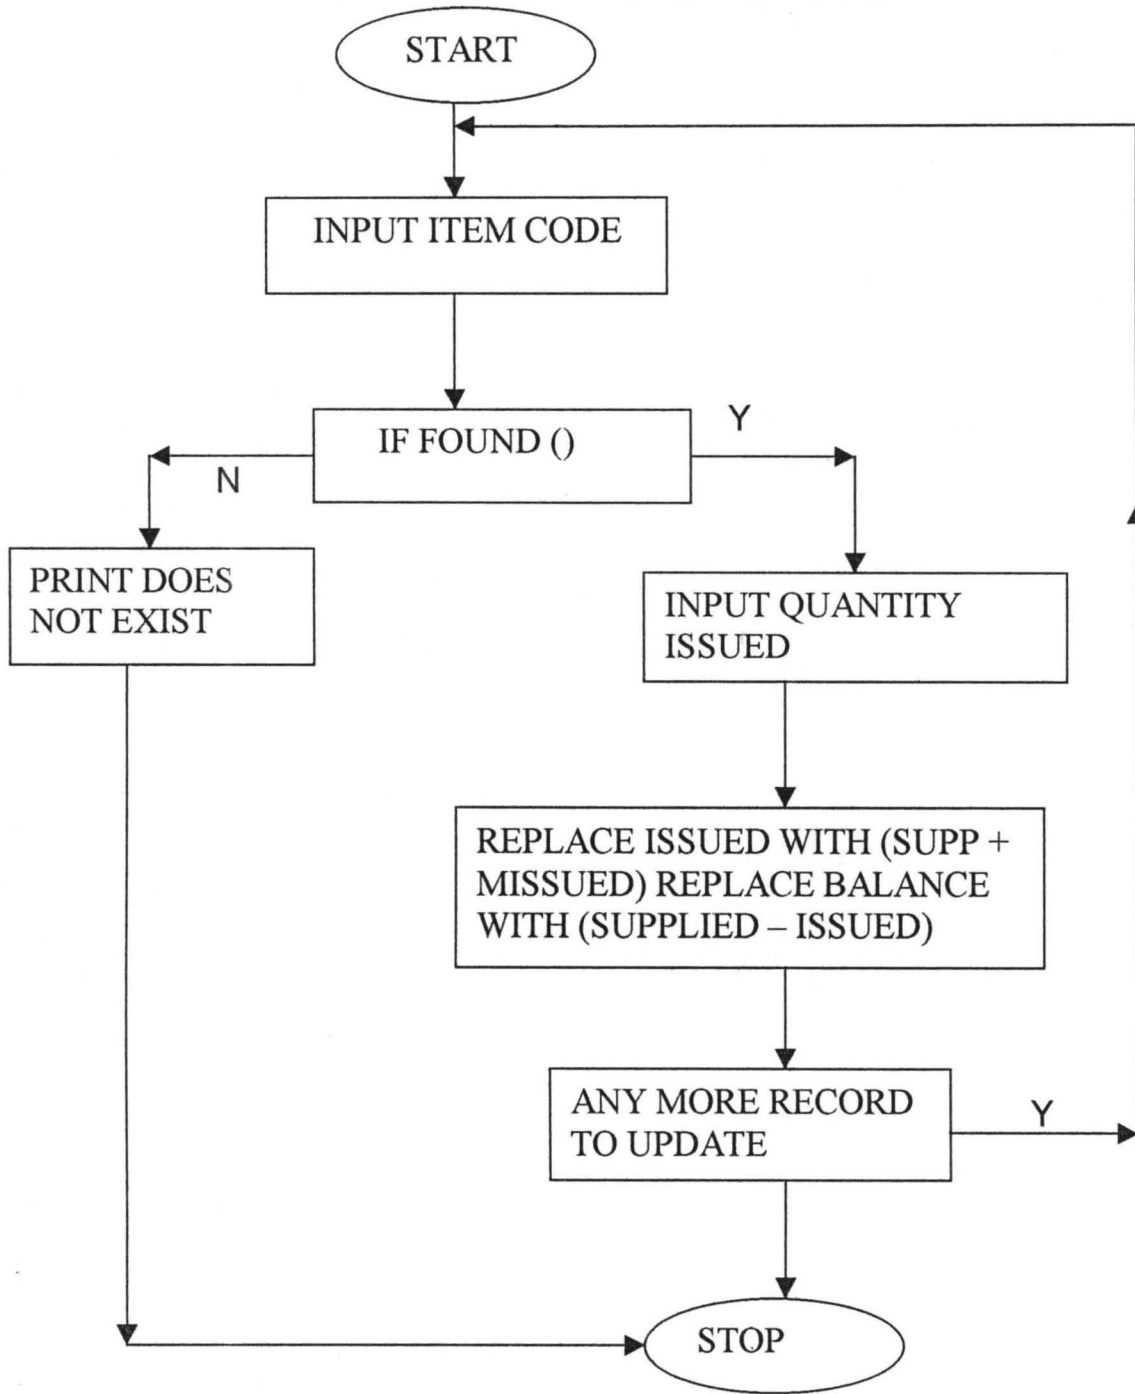 START
INPUT ITEM CODE
IF FOUND ()
Y
N
PRINT DOES
NOT EXIST
INPUT QUANTITY
ISSUED
REPLACE ISSUED WITH (SUPP +
MISSUED) REPLACE BALANCE
WITH (SUPPLIED – ISSUED)
ANY MORE RECORD
TO UPDATE
Y
STOP